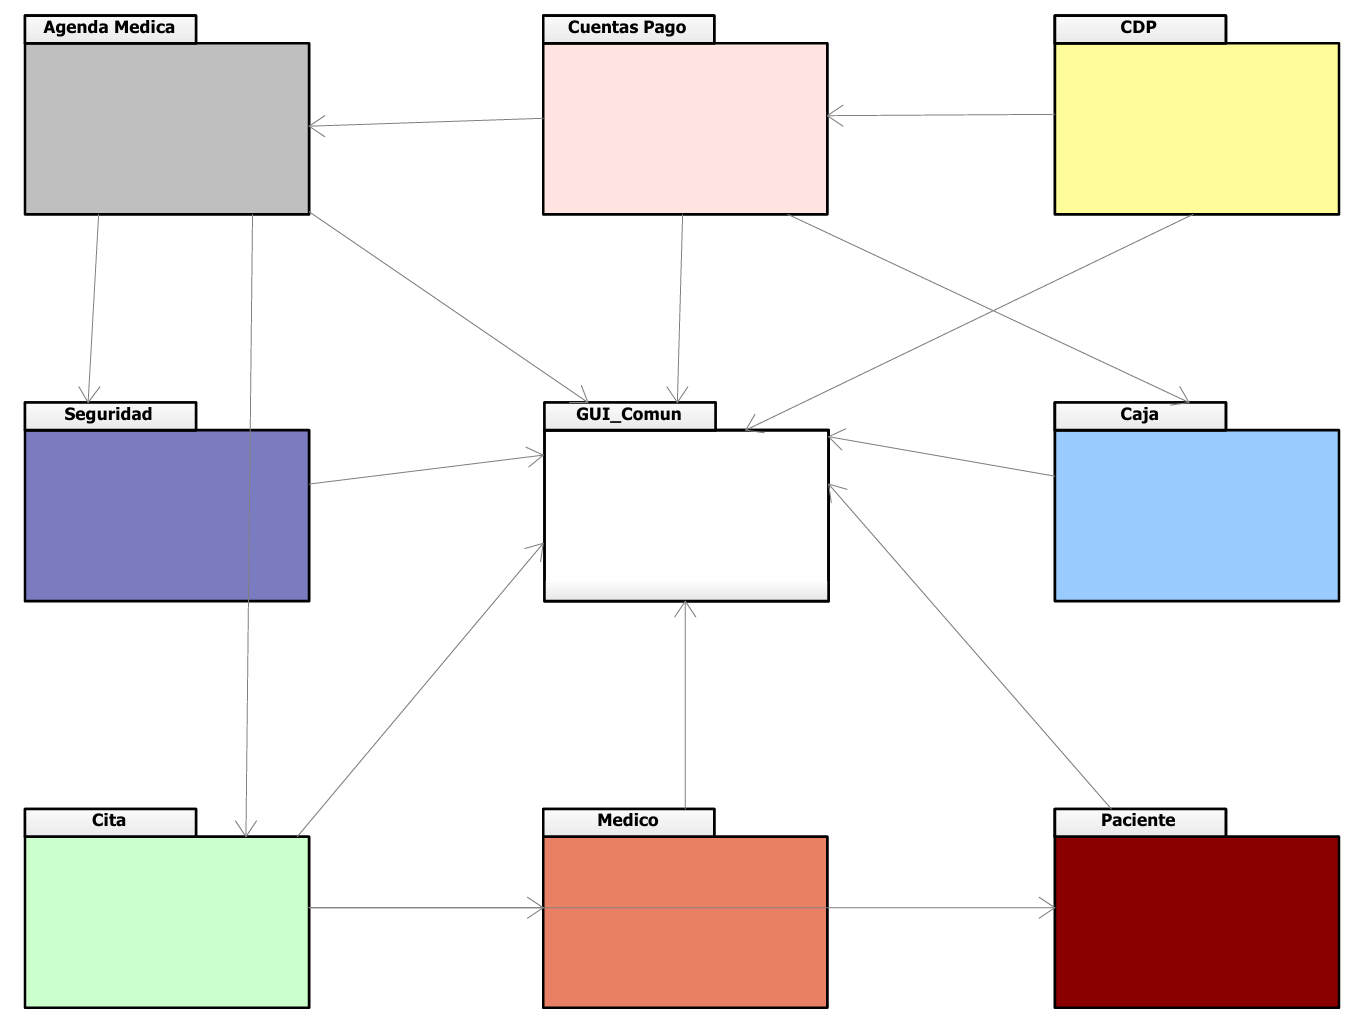 Agenda Medica
Cuentas Pago
CDP
Seguridad
GUI_Comun
Caja
Cita
Medico
Paciente